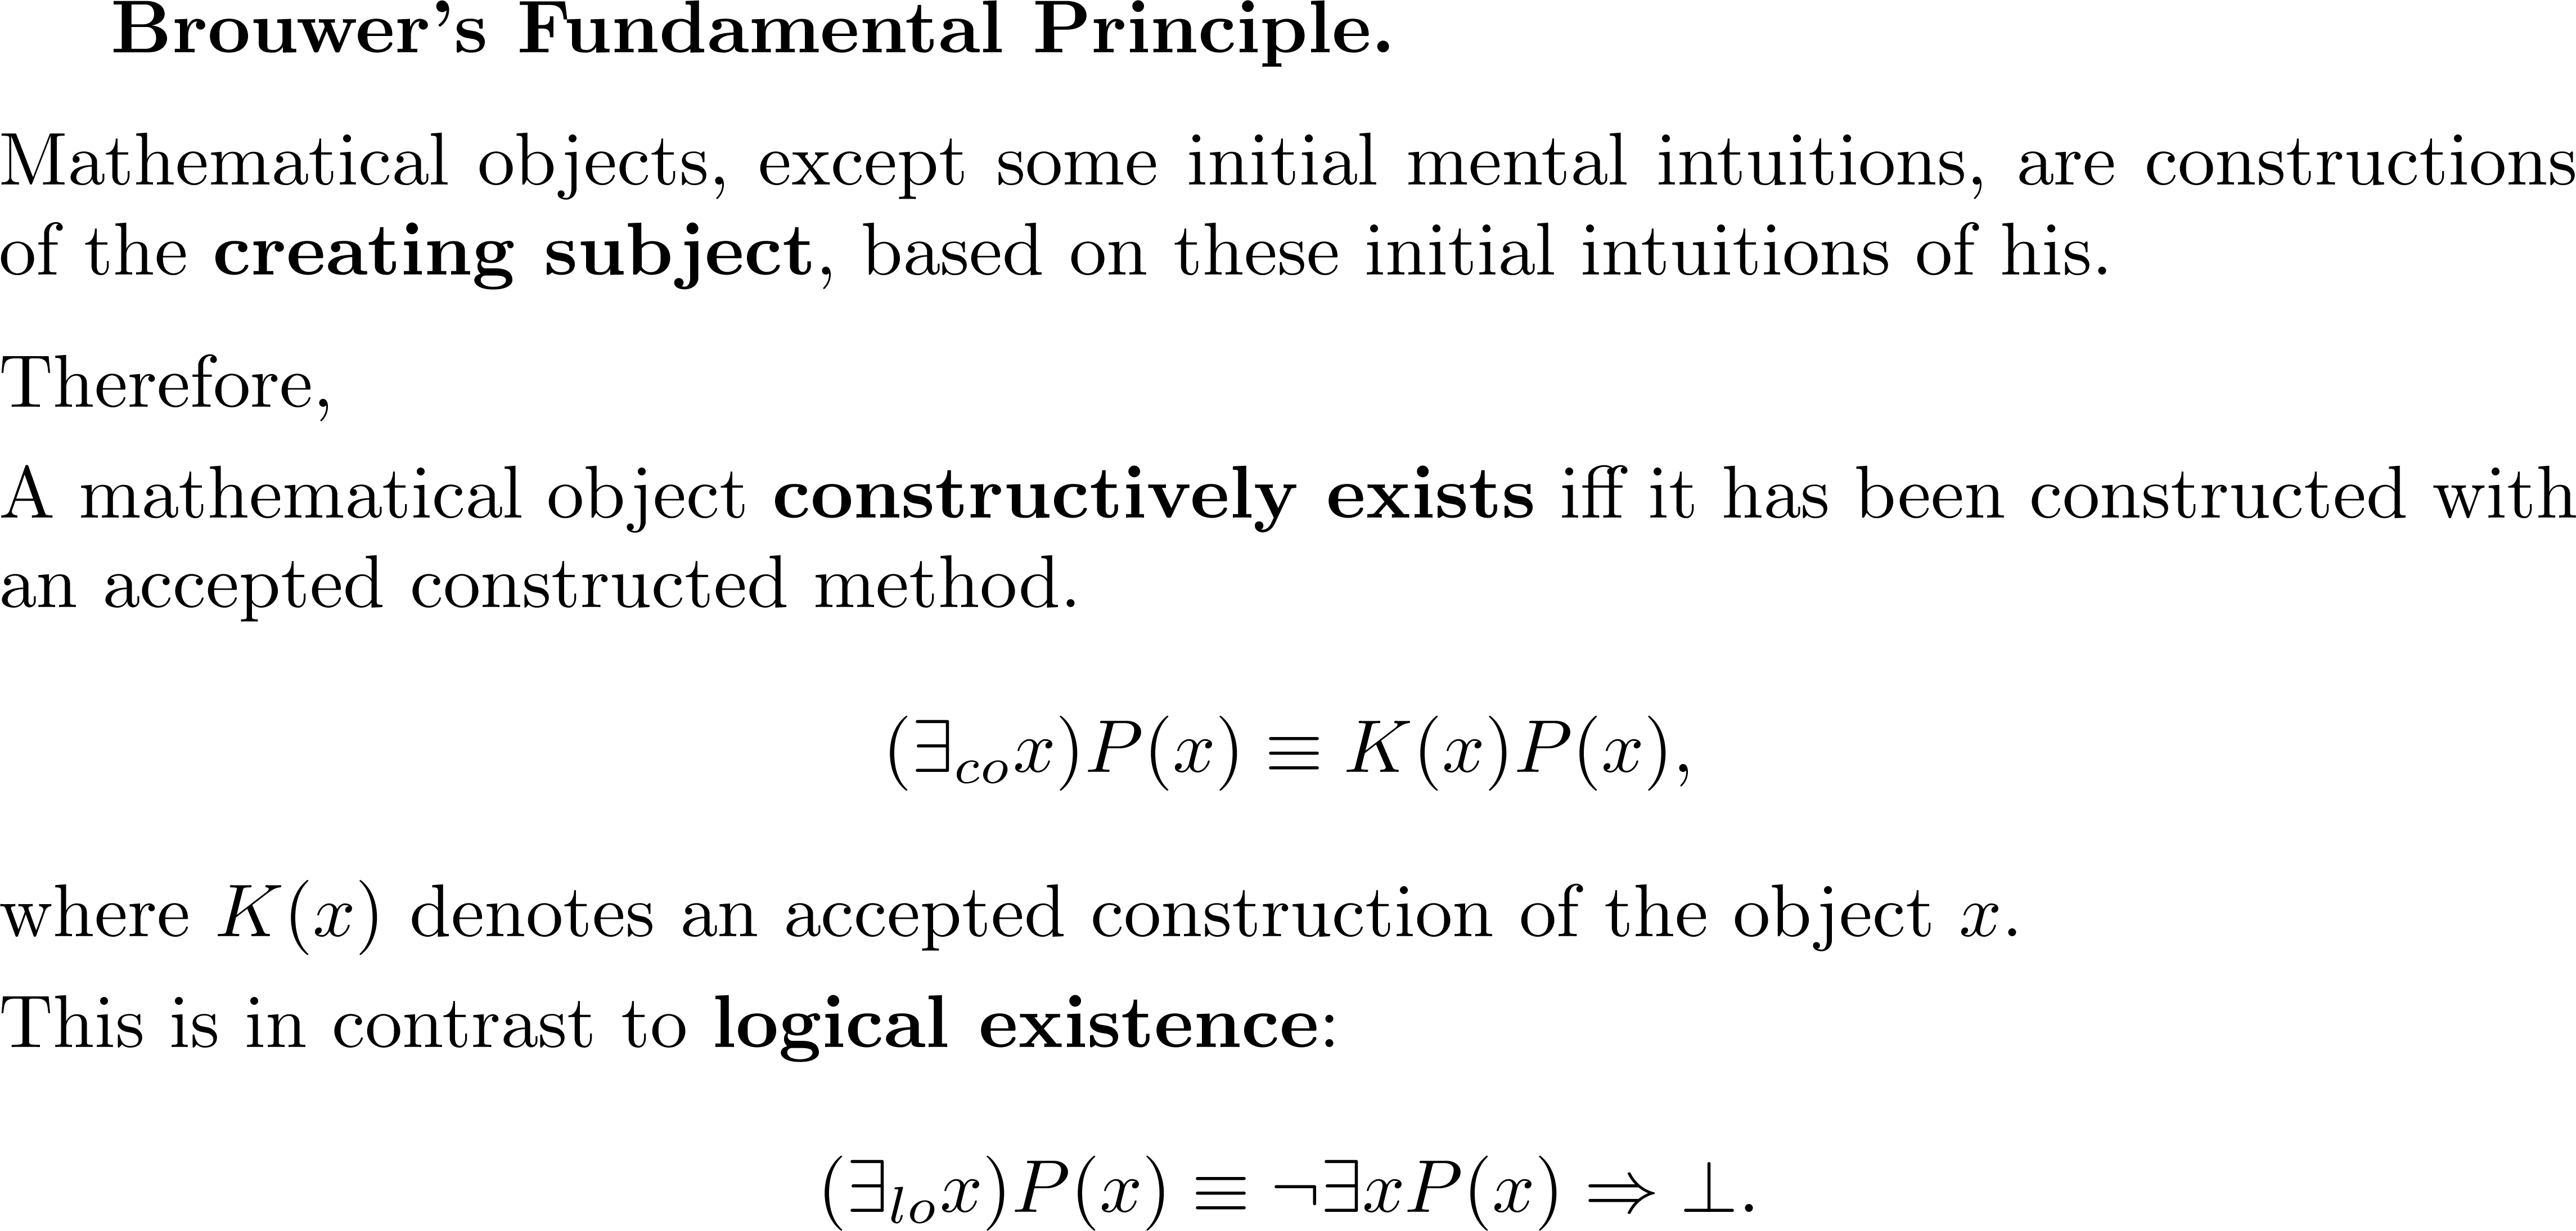 Brouwer's Fundamental Principle.
Mathematical objects, except some initial mental intuitions, are constructions
of the creating subject, based on these initial intuitions of his.
Therefore,
A mathematical object constructively exists iff it has been constructed with
an accepted constructed method.
(∃_{co}x)P(x) ≡ K(x)P(x),
where K(x) denotes an accepted construction of the object x.
This is in contrast to logical existence:
(∃_{lo}x)P(x) ≡ ¬∃xP(x) ⇒ ⊥.